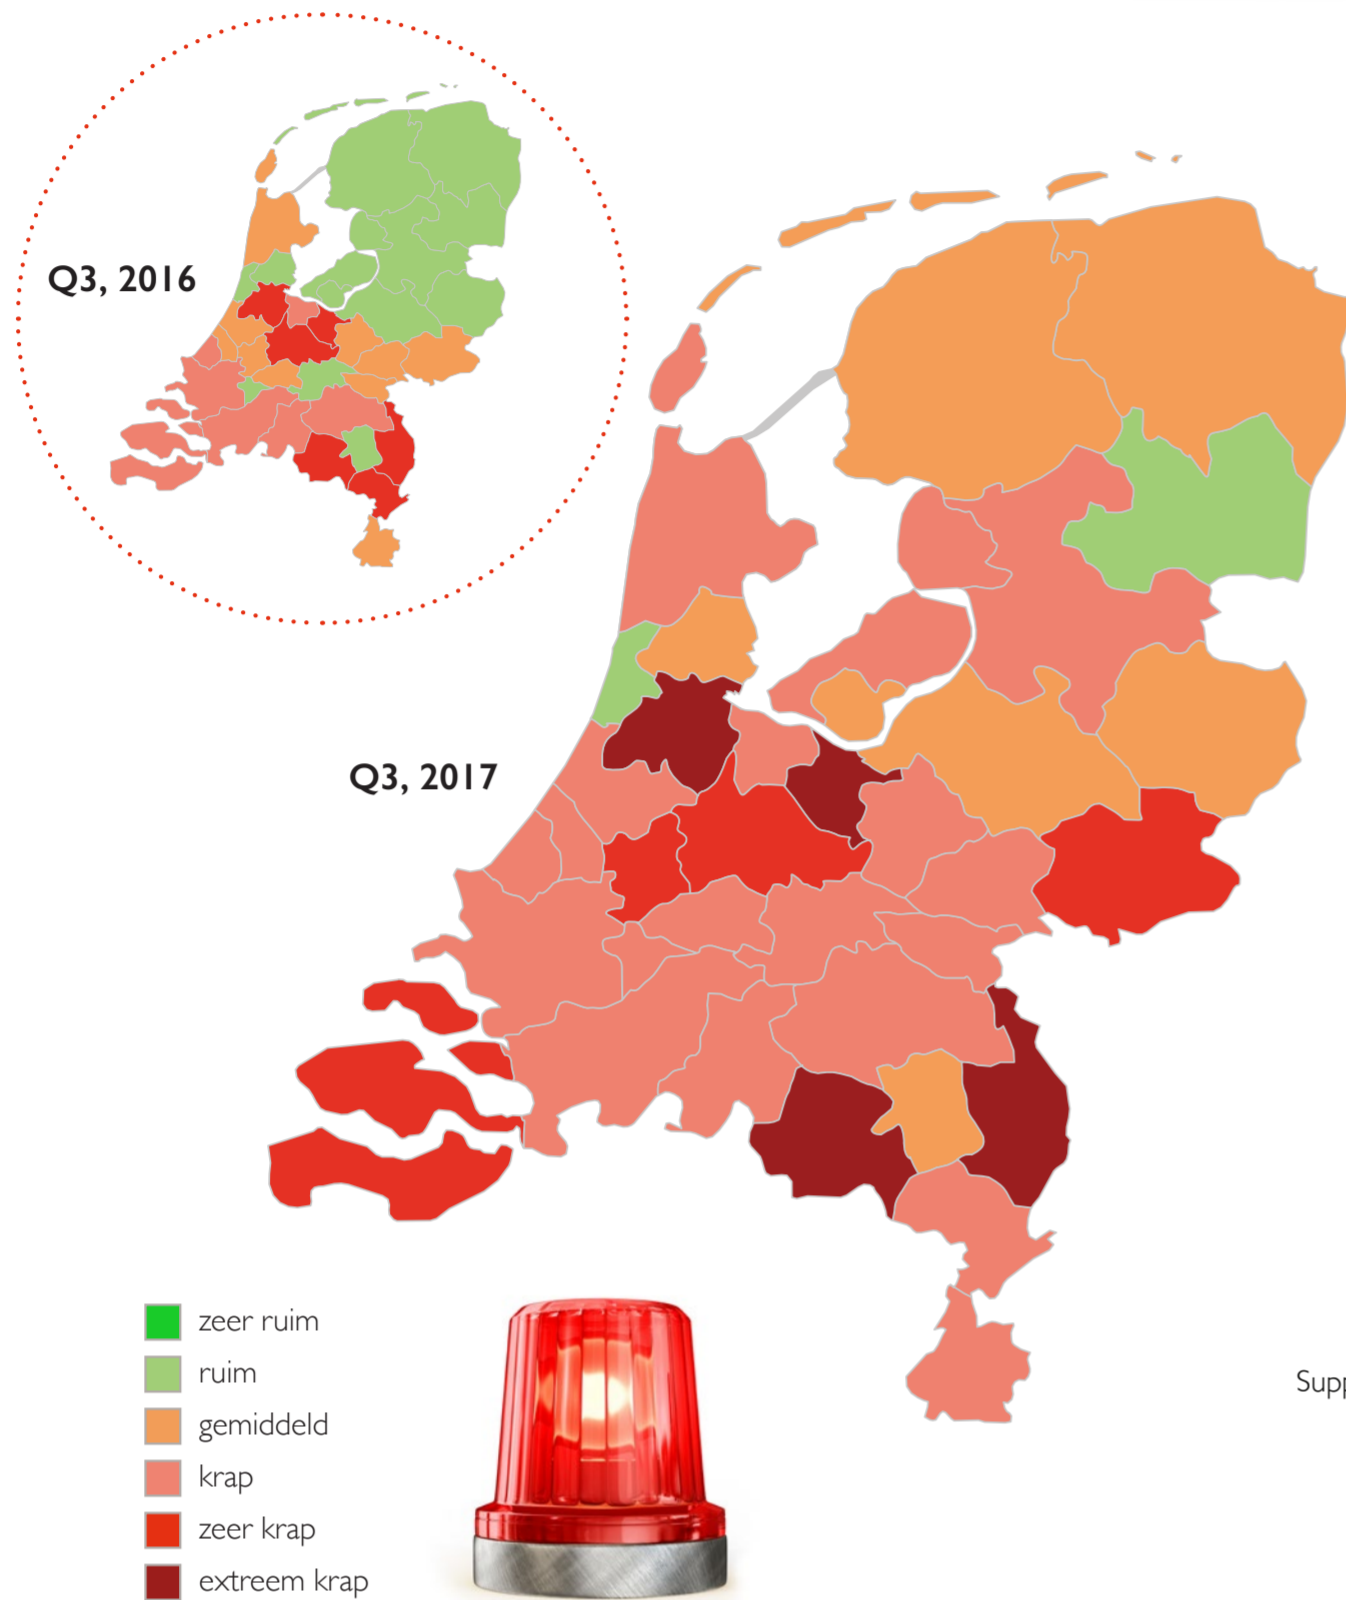 Q3, 2016
Q3, 2017
zeer ruim
ruim
gemiddeld
krap
zeer krap
extreem krap